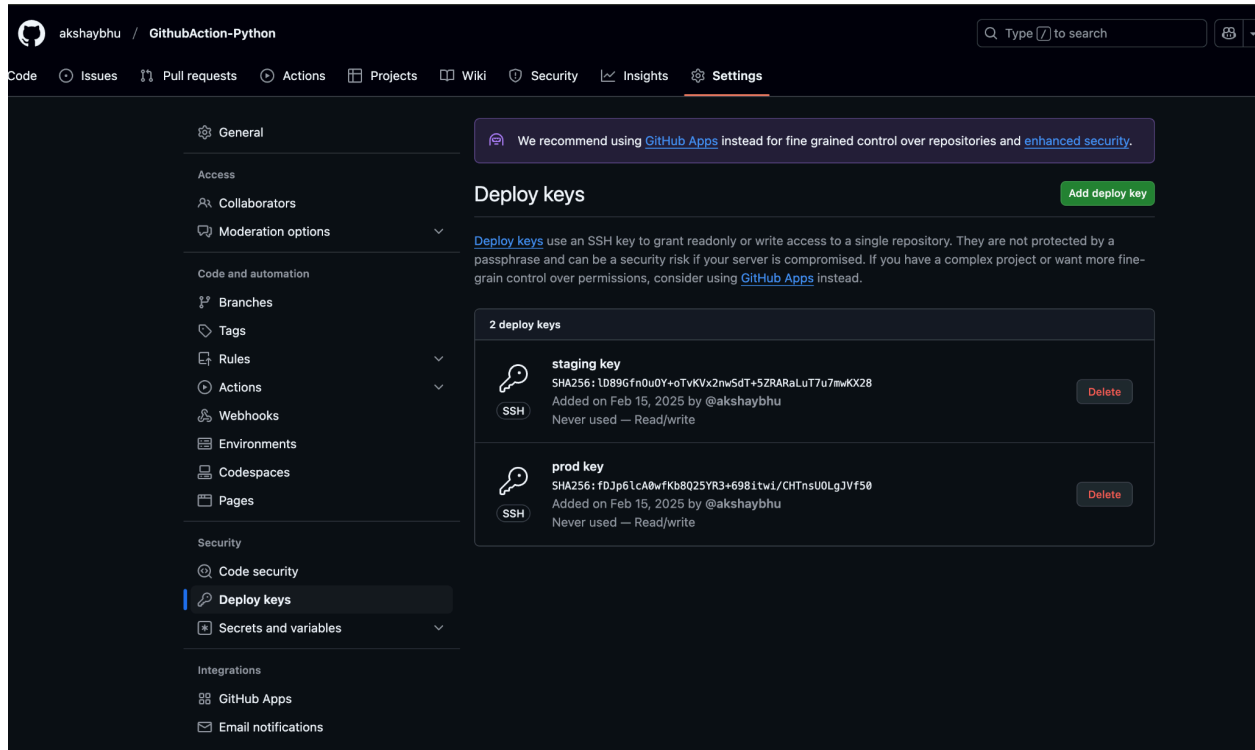 akshaybhu / GithubAction-Python
Type / to search
Code Issues Pull requests Actions Projects Wiki Security Insights Settings
General
Access
Collaborators
Moderation options
Code and automation
Branches
Tags
Rules
Actions
Webhooks
Environments
Codespaces
Pages
Security
Code security
Deploy keys
Secrets and variables
Integrations
GitHub Apps
Email notifications
We recommend using GitHub Apps instead for fine grained control over repositories and enhanced security.
Deploy keys
Add deploy key
Deploy keys use an SSH key to grant readonly or write access to a single repository. They are not protected by a
passphrase and can be a security risk if your server is compromised. If you have a complex project or want more fine-
grain control over permissions, consider using GitHub Apps instead.
2 deploy keys
staging key
SHA256:lD89GfnOuOY+oTvKVx2nwSdT+5ZRARaLuT7u7mwKX28
Added on Feb 15, 2025 by @akshaybhu
Never used — Read/write
SSH
Delete
prod key
SHA256:fDJp6lcA0wfKb8Q25YR3+698itwi/CHTnsUOLgJVf50
Added on Feb 15, 2025 by @akshaybhu
Never used — Read/write
SSH
Delete